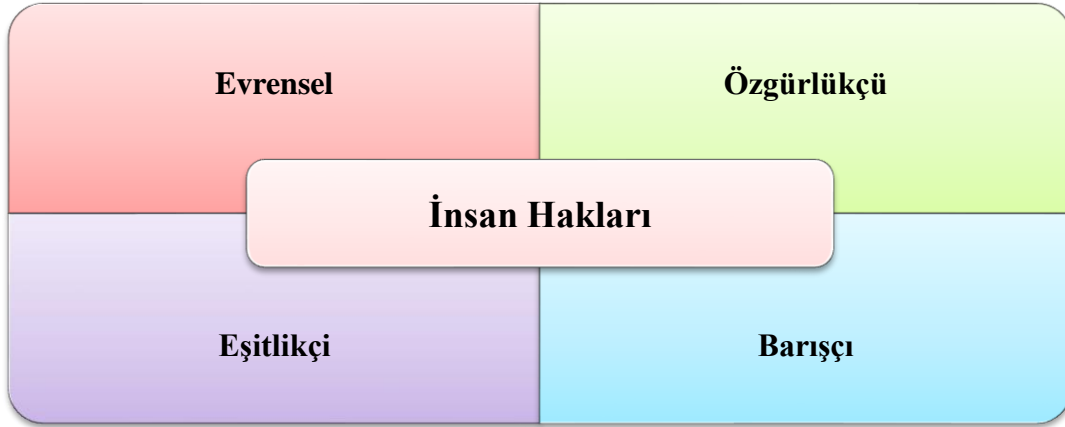 Evrensel
Özgürlükçü
İnsan Hakları
Eşitlikçi
Barışçı